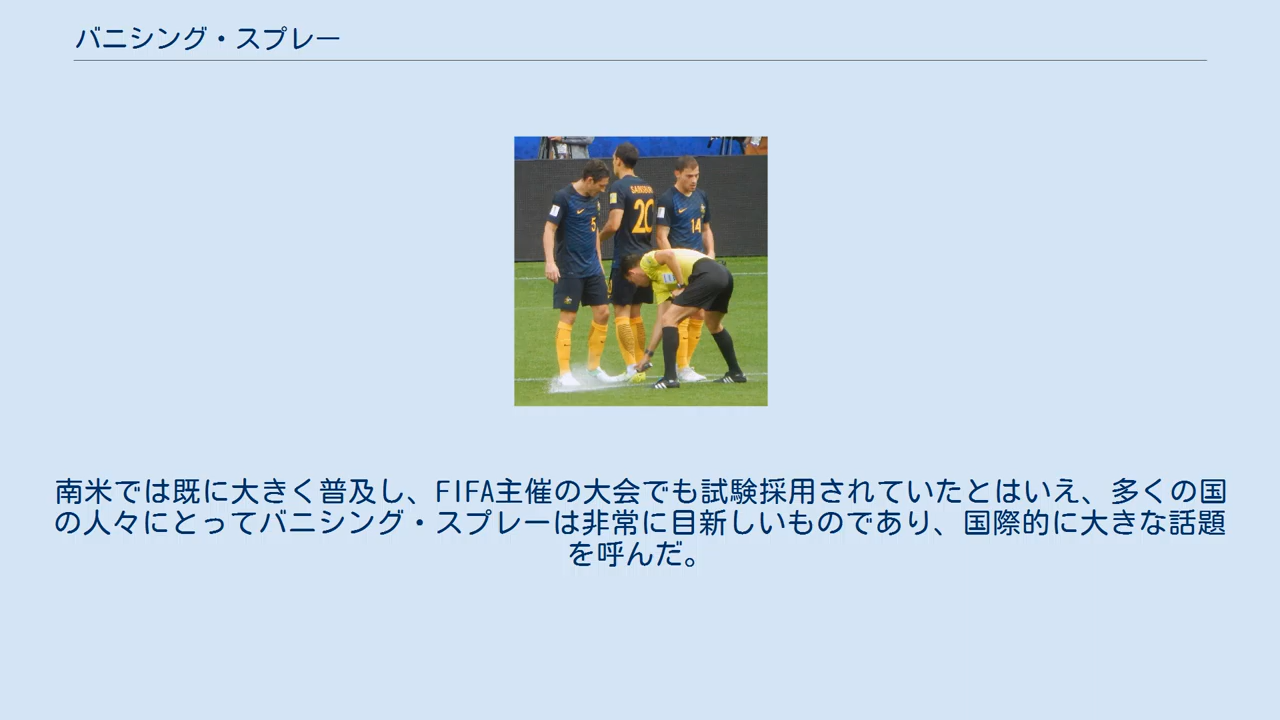 バニシング・スプレー
SAINSBURY
20
5
14
南米では既に大きく普及し、FIFA主催の大会でも試験採用されていたとはいえ、多くの国
の人々にとってバニシング・スプレーは非常に目新しいものであり、国際的に大きな話題
を呼んだ。